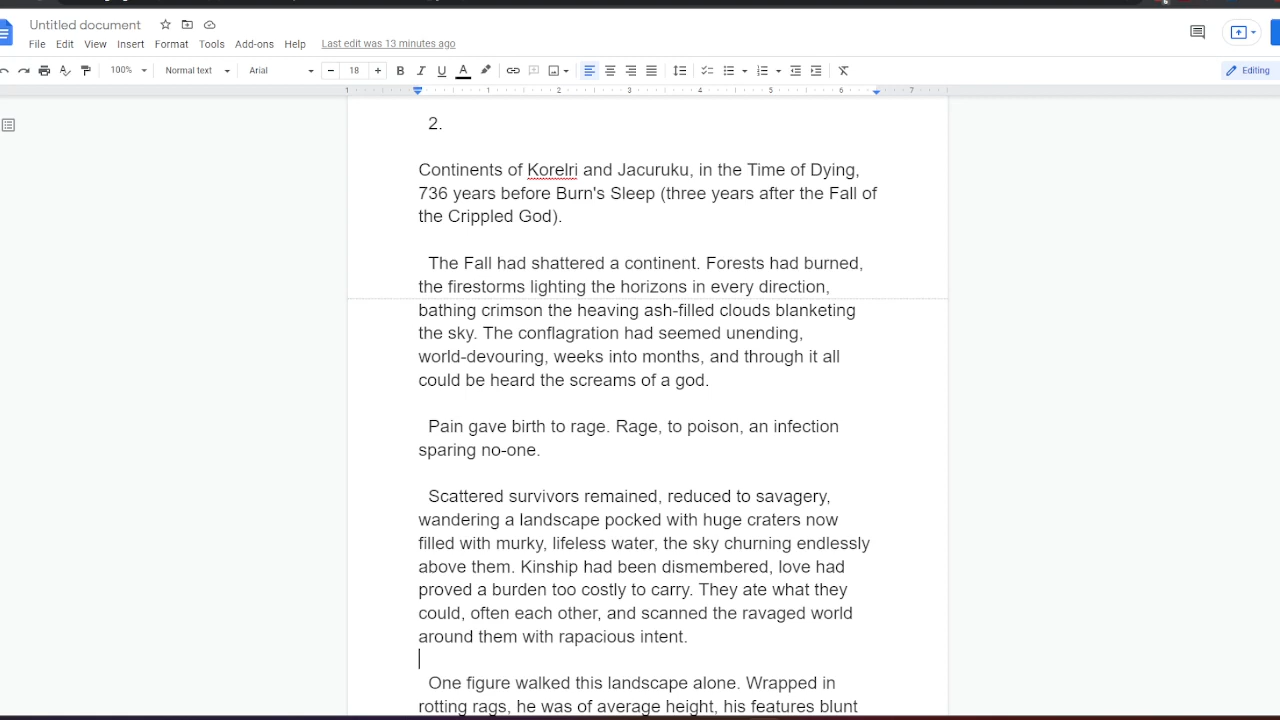 Untitled document
File Edit View Insert Format Tools Add-ons Help Last edit was 13 minutes ago
100% Normal text Arial 18 B I U A Editing
1 1 2 3 4 5 6 7
2.
Continents of Korelri and Jacuruku, in the Time of Dying,
736 years before Burn's Sleep (three years after the Fall of
the Crippled God).
The Fall had shattered a continent. Forests had burned,
the firestorms lighting the horizons in every direction,
bathing crimson the heaving ash-filled clouds blanketing
the sky. The conflagration had seemed unending,
world-devouring, weeks into months, and through it all
could be heard the screams of a god.
Pain gave birth to rage. Rage, to poison, an infection
sparing no-one.
Scattered survivors remained, reduced to savagery,
wandering a landscape pocked with huge craters now
filled with murky, lifeless water, the sky churning endlessly
above them. Kinship had been dismembered, love had
proved a burden too costly to carry. They ate what they
could, often each other, and scanned the ravaged world
around them with rapacious intent.
One figure walked this landscape alone. Wrapped in
rotting rags, he was of average height, his features blunt